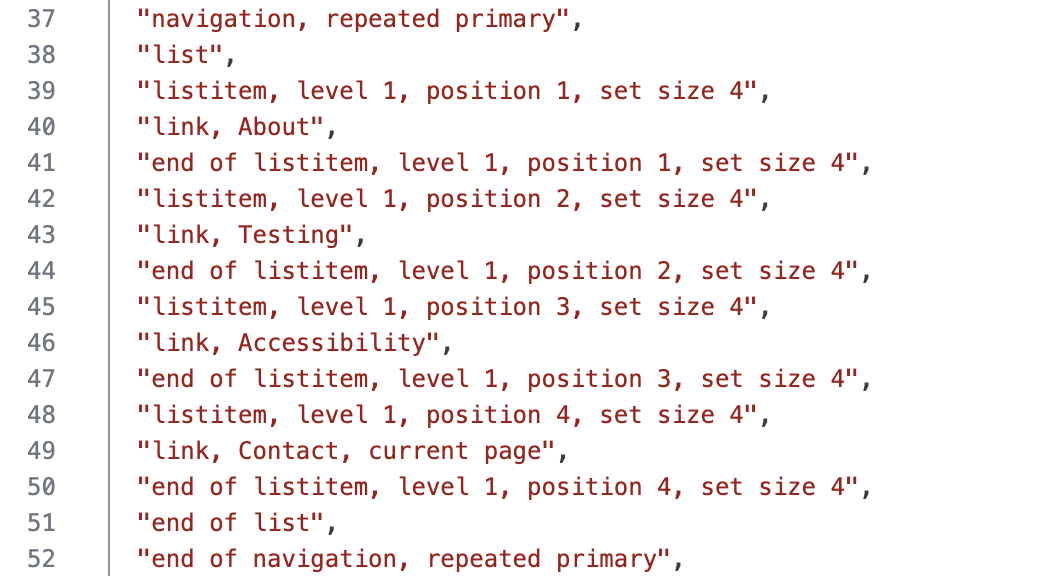 37 "navigation, repeated primary",
38 "list",
39 "listitem, level 1, position 1, set size 4",
40 "link, About",
41 "end of listitem, level 1, position 1, set size 4",
42 "listitem, level 1, position 2, set size 4",
43 "link, Testing",
44 "end of listitem, level 1, position 2, set size 4",
45 "listitem, level 1, position 3, set size 4",
46 "link, Accessibility",
47 "end of listitem, level 1, position 3, set size 4",
48 "listitem, level 1, position 4, set size 4",
49 "link, Contact, current page",
50 "end of listitem, level 1, position 4, set size 4",
51 "end of list",
52 "end of navigation, repeated primary",